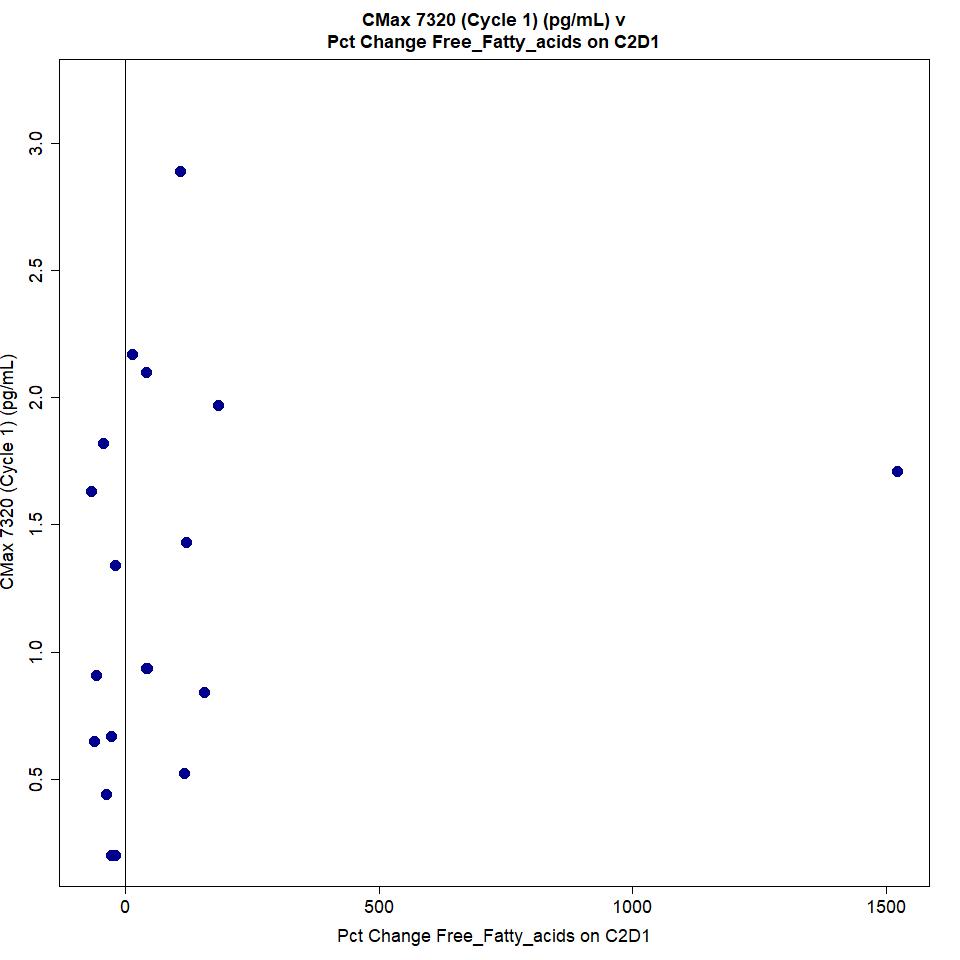 CMax 7320 (Cycle 1) (pg/mL) v
Pct Change Free_Fatty_acids on C2D1
CMax 7320 (Cycle 1) (pg/mL)
3.0
2.5
2.0
1.5
1.0
0.5
0
500
1000
1500
Pct Change Free_Fatty_acids on C2D1